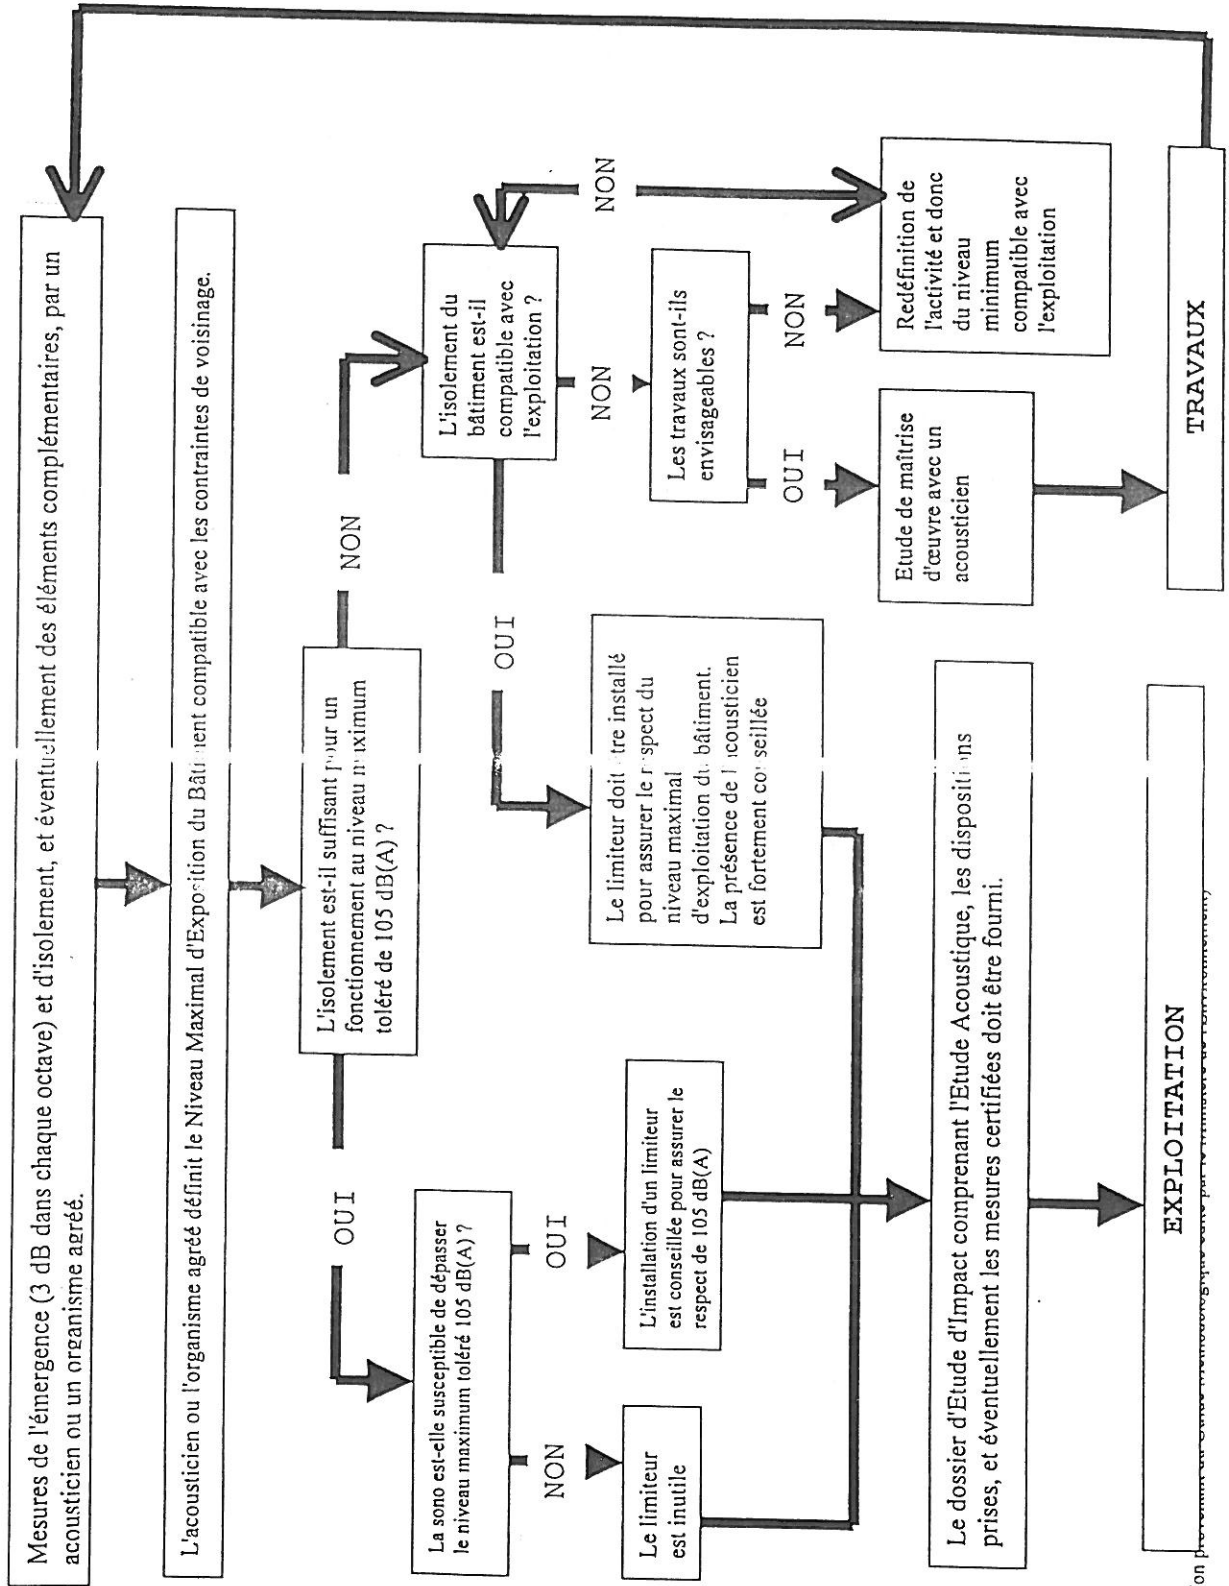 Mesures de l'émergence (3 dB dans chaque octave) et d'isolement, et éventuellement des éléments complémentaires, par un
acousticien ou un organisme agréé.
L'acousticien ou l'organisme agréé définit le Niveau Maximal d'Exposition du Bâtiment compatible avec les contraintes de voisinage.
L'isolement est-il suffisant pour un
fonctionnement au niveau maximum
toléré de 105 dB(A) ?
OUI
NON
La sono est-elle susceptible de dépasser
le niveau maximum toléré 105 dB(A) ?
NON
OUI
Le limiteur
est inutile
L'installation d'un limiteur
est conseillée pour assurer le
respect de 105 dB(A)
L'isolement du
bâtiment est-il
compatible avec
l'exploitation ?
OUI
NON
NON
Le limiteur doit être installé
pour assurer le respect du
niveau maximal
d'exploitation du bâtiment.
La présence de l'acousticien
est fortement conseillée
Les travaux sont-ils
envisageables ?
OUI
NON
Etude de maîtrise
d'œuvre avec un
acousticien
Redéfinition de
l'activité et donc
du niveau
minimum
compatible avec
l'exploitation
Le dossier d'Etude d'Impact comprenant l'Etude Acoustique, les dispositions
prises, et éventuellement les mesures certifiées doit être fourni.
EXPLOITATION
TRAVAUX